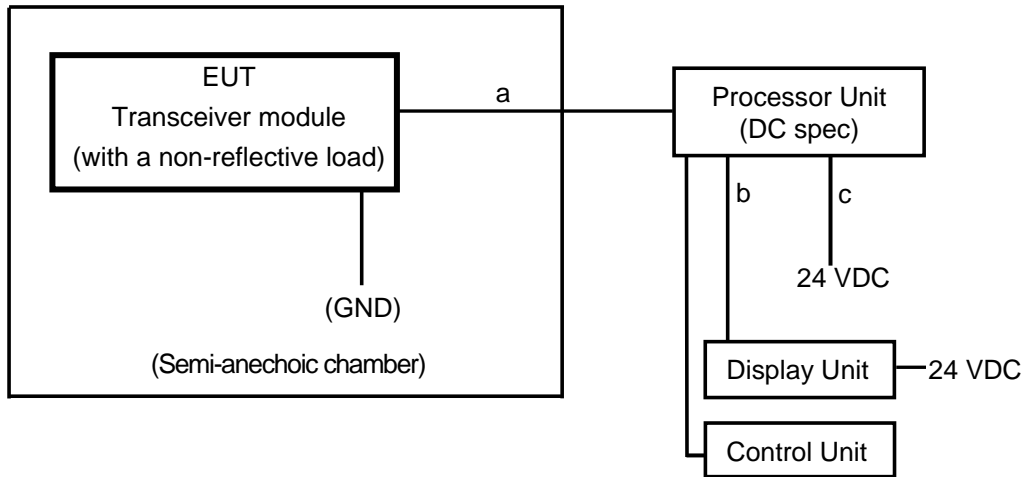 EUT
Transceiver module
(with a non-reflective load)
a
Processor Unit
(DC spec)
b
c
24 VDC
(GND)
(Semi-anechoic chamber)
Display Unit
24 VDC
Control Unit